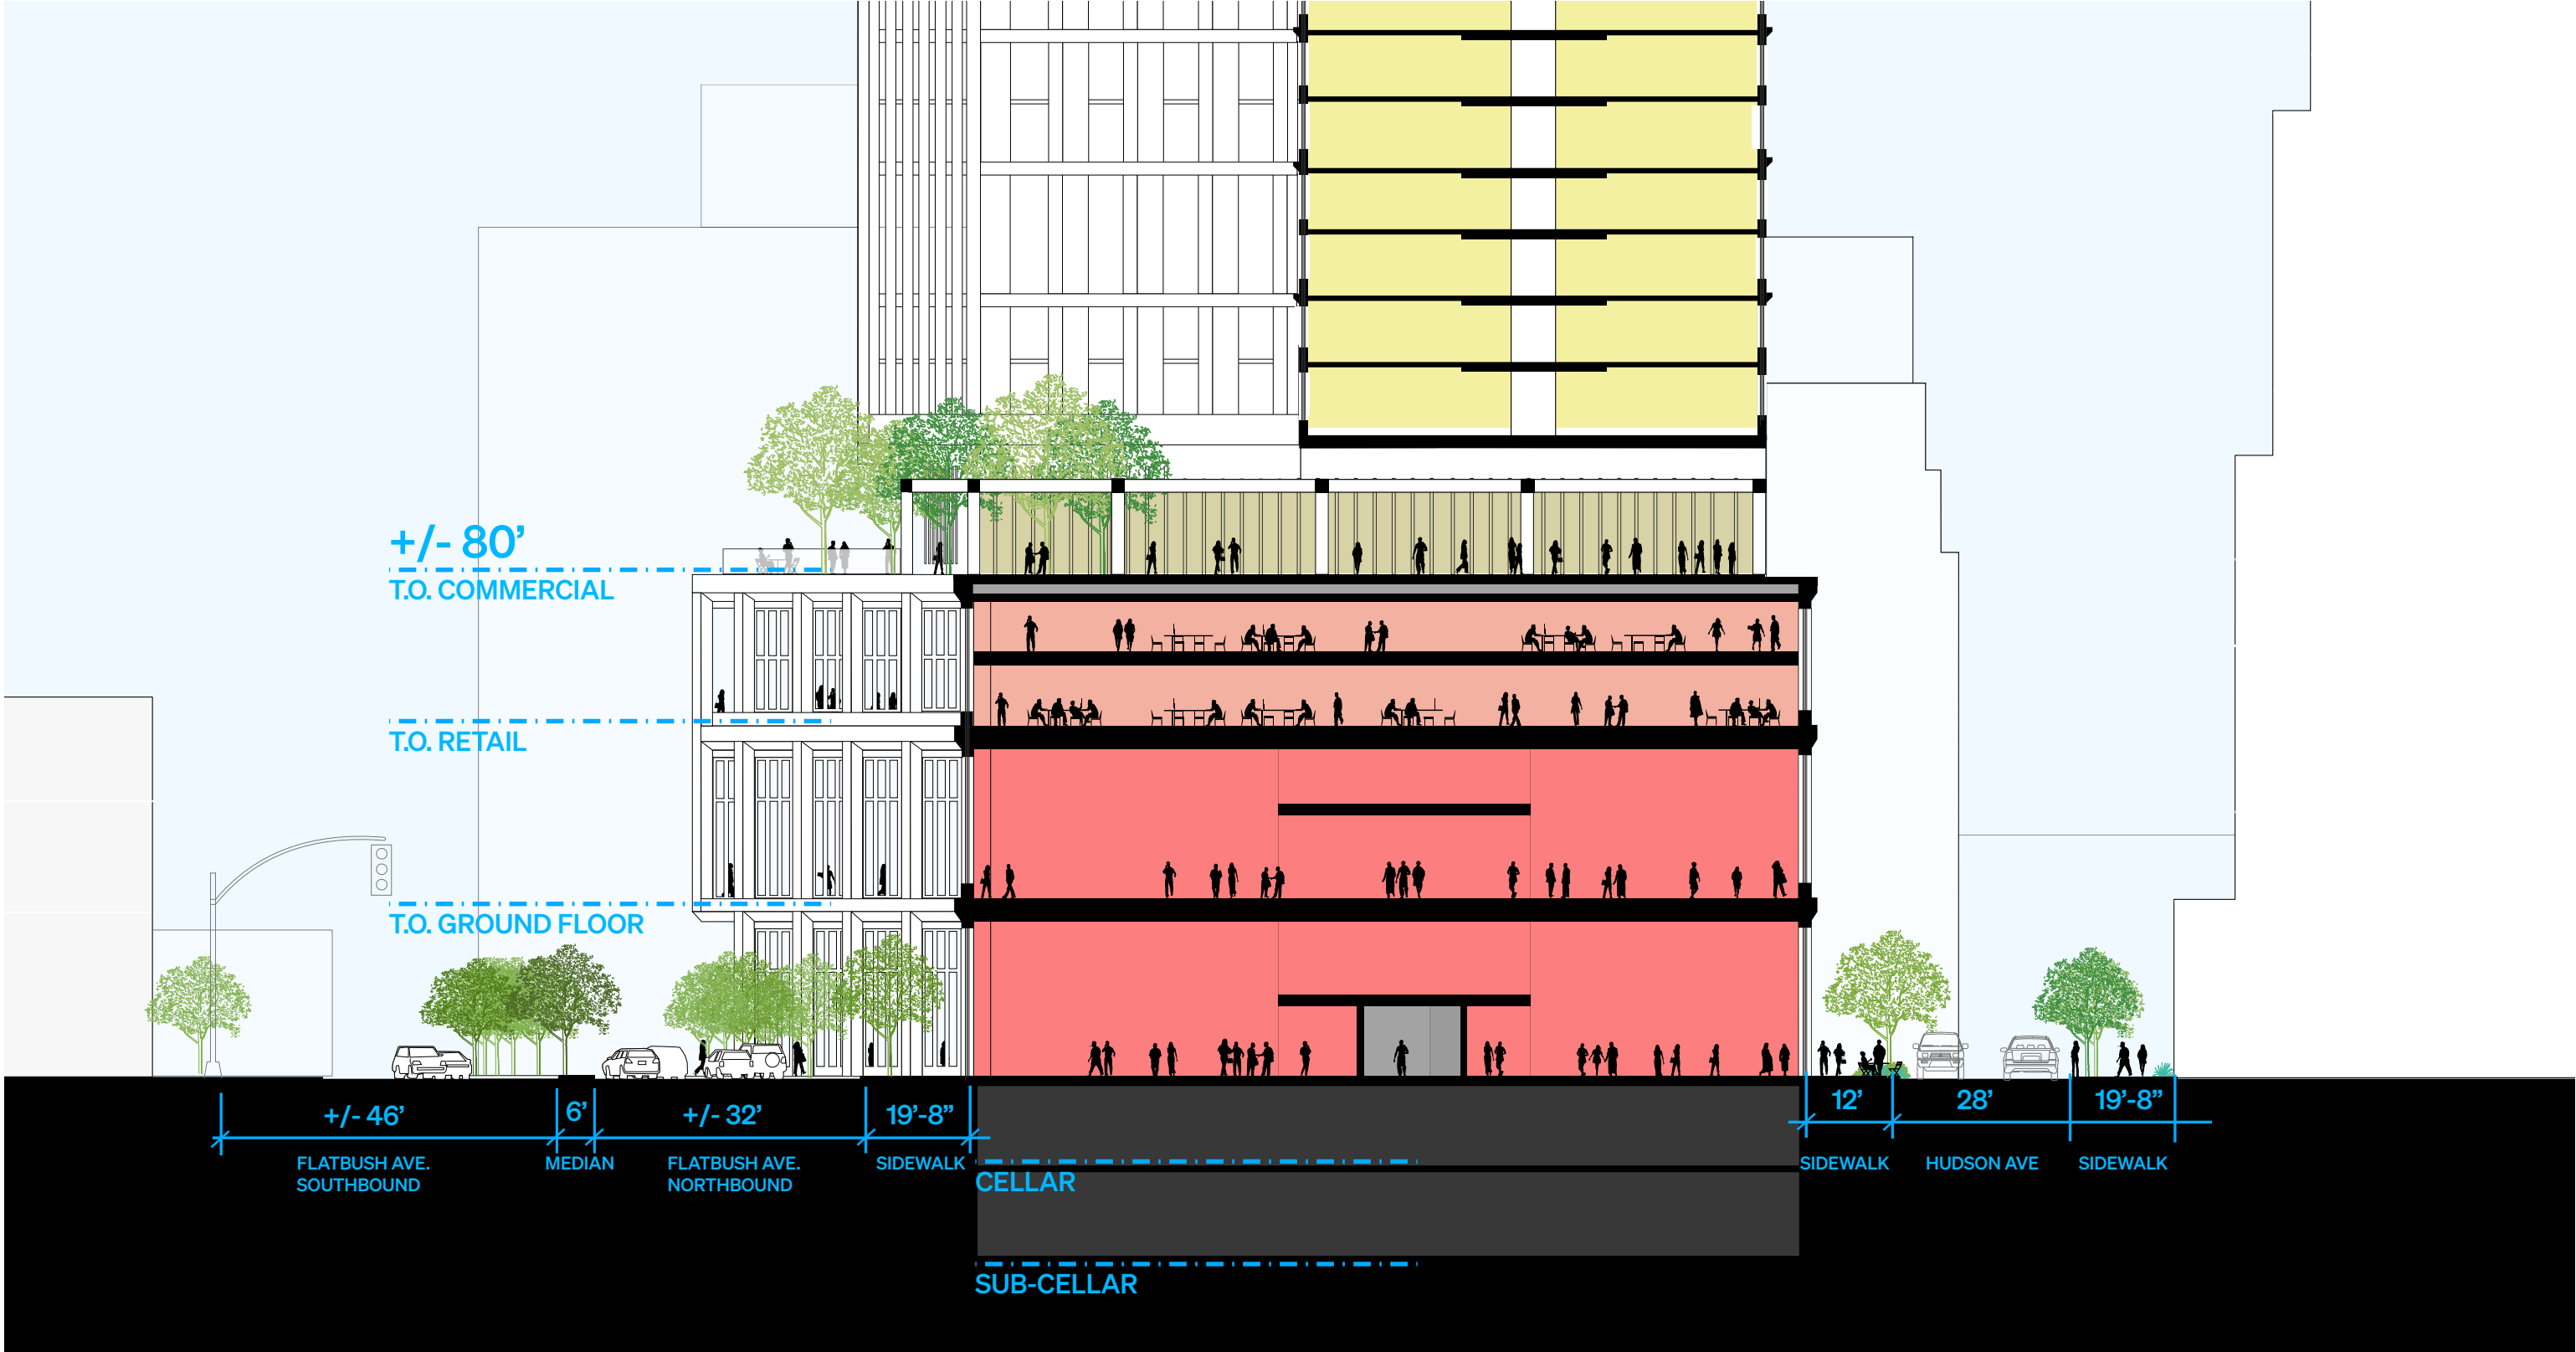 +/- 80’
T.O. COMMERCIAL
T.O. RETAIL
T.O. GROUND FLOOR
+/- 46’
6’
+/- 32’
19’-8”
12’
28’
19’-8”
FLATBUSH AVE.
SOUTHBOUND
MEDIAN
FLATBUSH AVE.
NORTHBOUND
SIDEWALK
SIDEWALK
HUDSON AVE
SIDEWALK
CELLAR
SUB-CELLAR